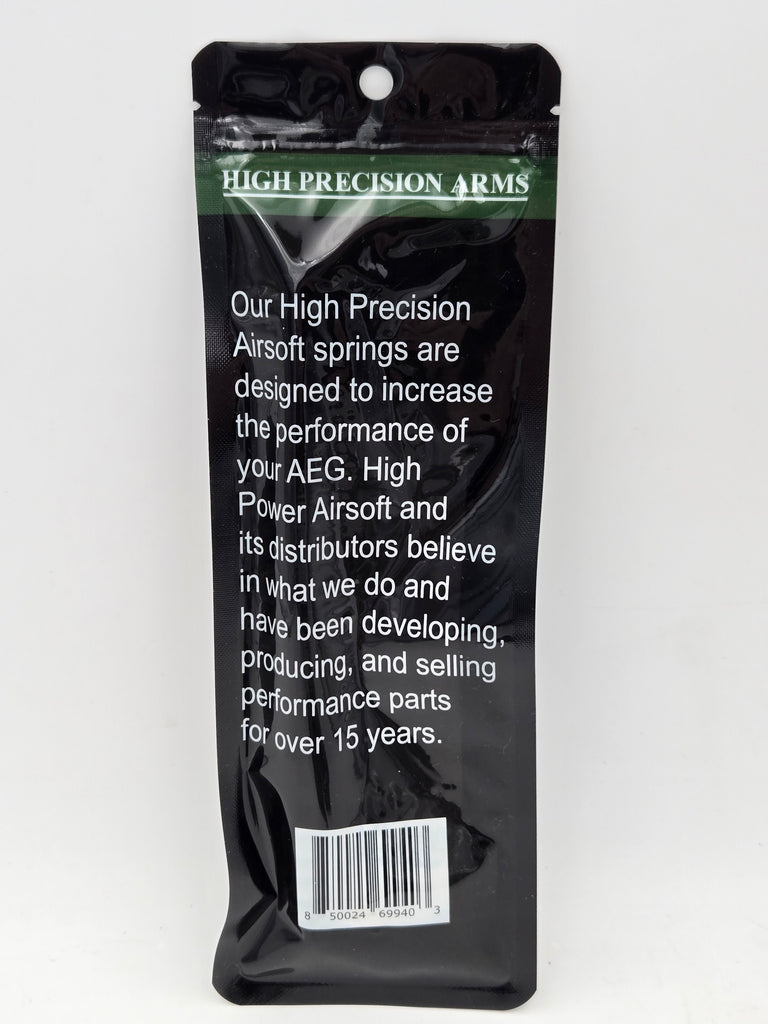 HIGH PRECISION ARMS
Our High Precision
Airsoft springs are
designed to increase
the performance of
your AEG. High
Power Airsoft and
its distributors believe
in what we do and
have been developing,
producing, and selling
performance parts
for over 15 years.
8 50024 69940 3